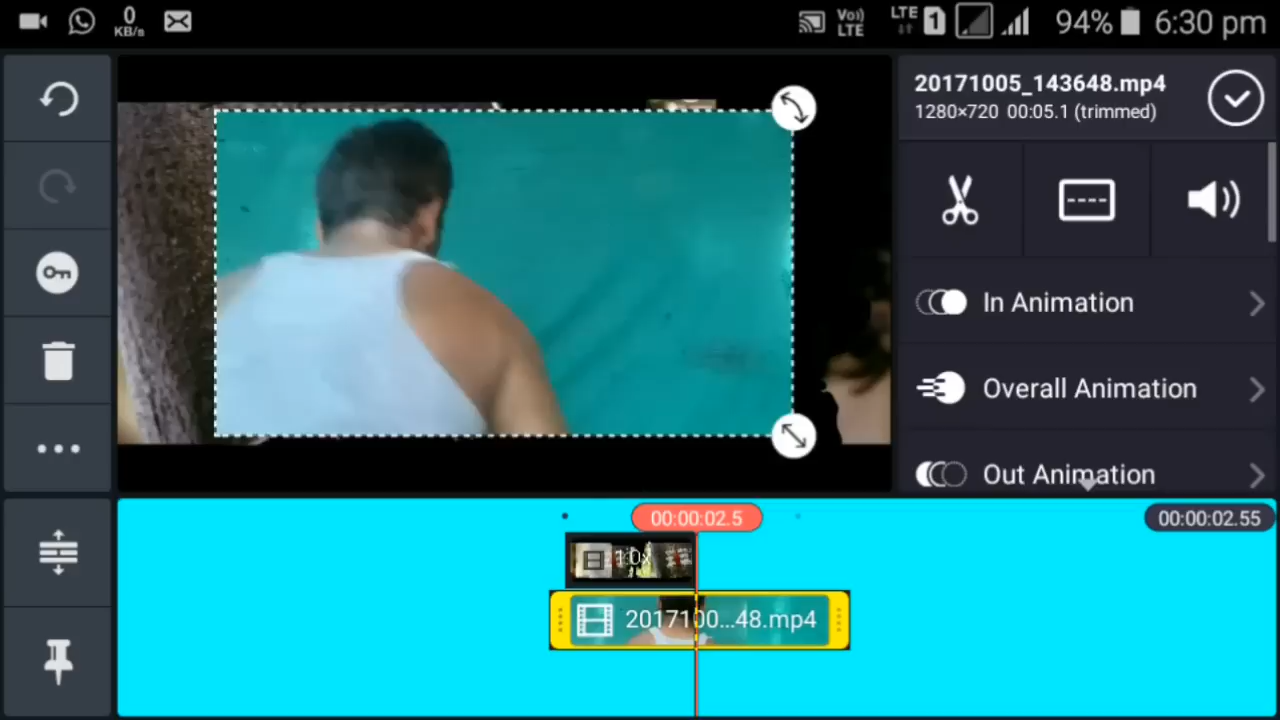 0
KB/s
Vo))
LTE
LTE
1
94%
6:30 pm
20171005_143648.mp4
1280×720 00:05.1 (trimmed)
In Animation
Overall Animation
Out Animation
00:00:02.5
00:00:02.55
1.0x
2017100...48.mp4